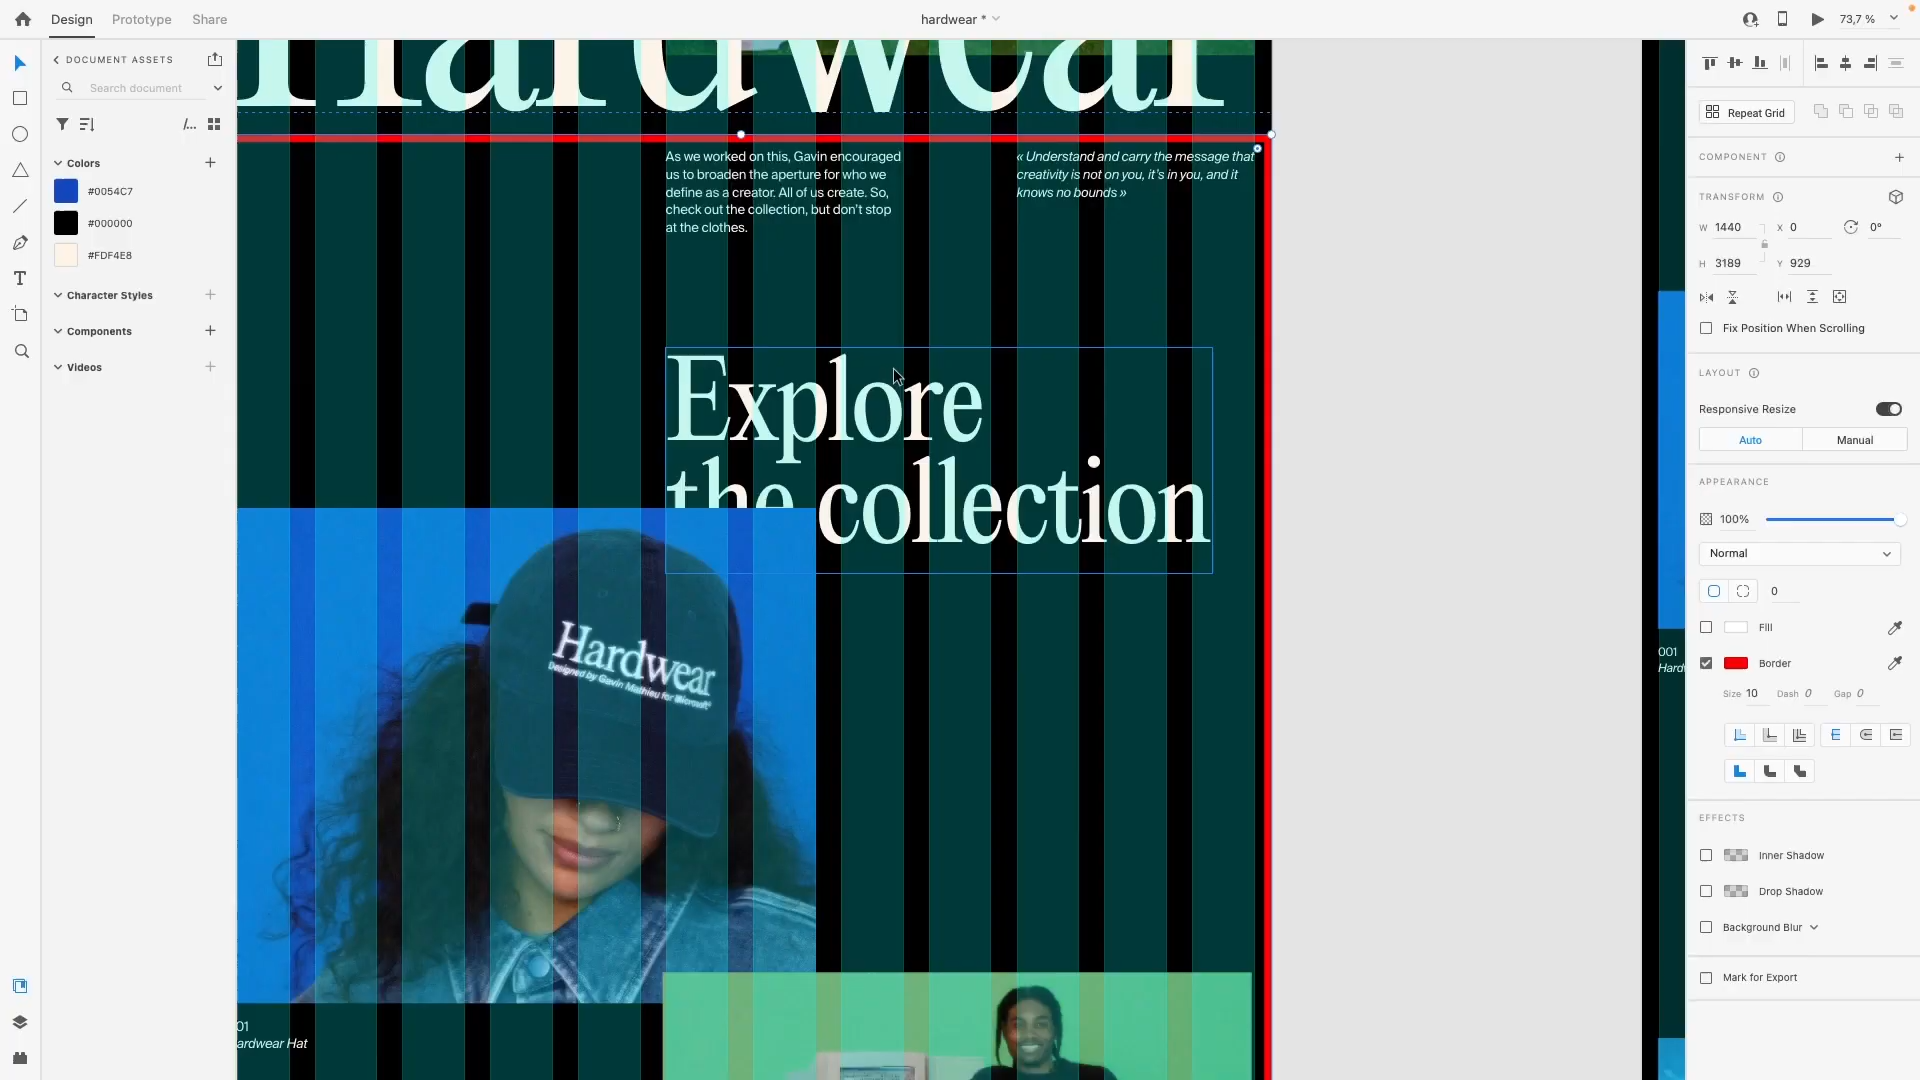 Design
Prototype
Share
hardwear *
73,7 %
DOCUMENT ASSETS
Search document
/...
Colors
#0054C7
#000000
#FDF4E8
Character Styles
Components
Videos
Hardwear
As we worked on this, Gavin encouraged
us to broaden the aperture for who we
define as a creator. All of us create. So,
check out the collection, but don't stop
at the clothes.
« Understand and carry the message that
creativity is not on you, it's in you, and it
knows no bounds »
Explore
the collection
Hardwear
Designed by Gavin Mathieu for Microsoft®
01
ardwear Hat
001
Hard
Repeat Grid
COMPONENT
TRANSFORM
W 1440
X 0
0°
H 3189
Y 929
Fix Position When Scrolling
LAYOUT
Responsive Resize
Auto
Manual
APPEARANCE
100%
Normal
0
Fill
Border
Size 10
Dash 0
Gap 0
EFFECTS
Inner Shadow
Drop Shadow
Background Blur
Mark for Export